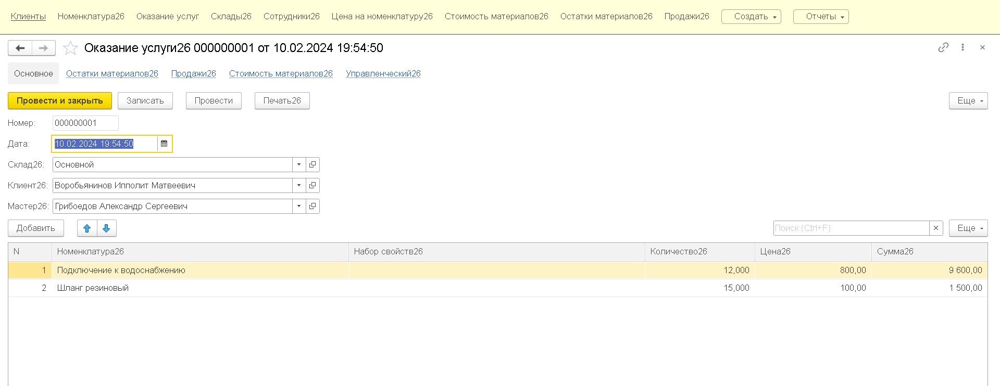 Клиенты Номенклатура26 Оказание услуг Склады26 Сотрудники26 Цена на номенклатуру26 Стоимость материалов26 Остатки материалов26 Продажи26 Создать Отчеты
Оказание услуги26 000000001 от 10.02.2024 19:54:50
Основное Остатки материалов26 Продажи26 Стоимость материалов26 Управленческий26
Провести и закрыть Записать Провести Печать26 Еще
Номер: 000000001
Дата: 10.02.2024 19:54:50
Склад26: Основной
Клиент26: Воробьянинов Ипполит Матвеевич
Мастер26: Грибоедов Александр Сергеевич
Добавить Поиск (Ctrl+F) Еще
N Номенклатура26 Набор свойств26 Количество26 Цена26 Сумма26
1 Подключение к водоснабжению 12,000 800,00 9 600,00
2 Шланг резиновый 15,000 100,00 1 500,00